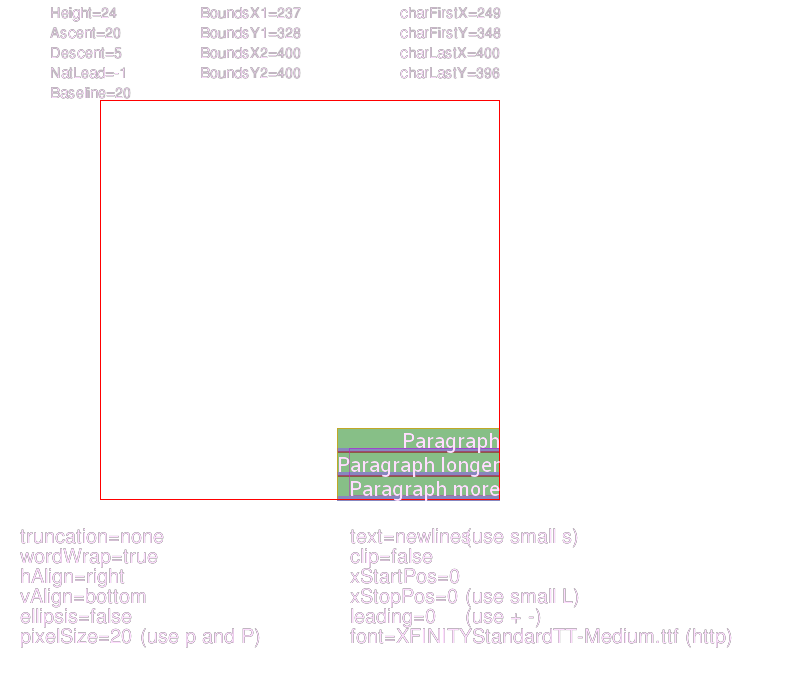 Height=24 BoundsX1=237 charFirstX=249
Ascent=20 BoundsY1=328 charFirstY=348
Descent=5 BoundsX2=400 charLastX=400
NatLead=-1 BoundsY2=400 charLastY=396
Baseline=20
Paragraph
Paragraph longer
Paragraph more
truncation=none text=newlines(use small s)
wordWrap=true clip=false
hAlign=right xStartPos=0
vAlign=bottom xStopPos=0 (use small L)
ellipsis=false leading=0 (use + -)
pixelSize=20 (use p and P) font=XFINITYStandardTT-Medium.ttf (http)